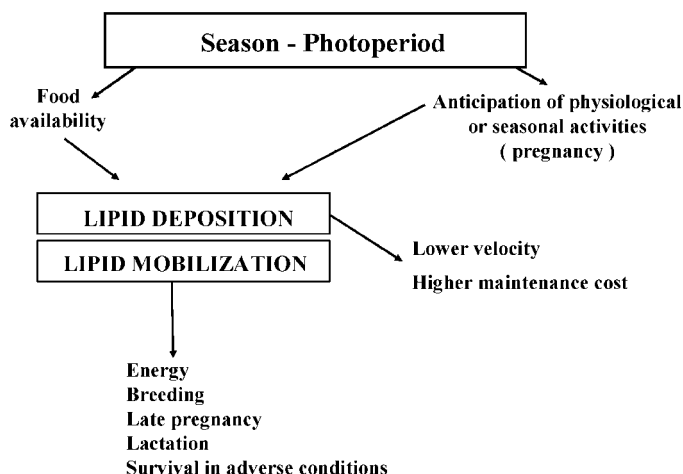 Season - Photoperiod
Food
availability
Anticipation of physiological
or seasonal activities
( pregnancy )
LIPID DEPOSITION
LIPID MOBILIZATION
Lower velocity
Higher maintenance cost
Energy
Breeding
Late pregnancy
Lactation
Survival in adverse conditions